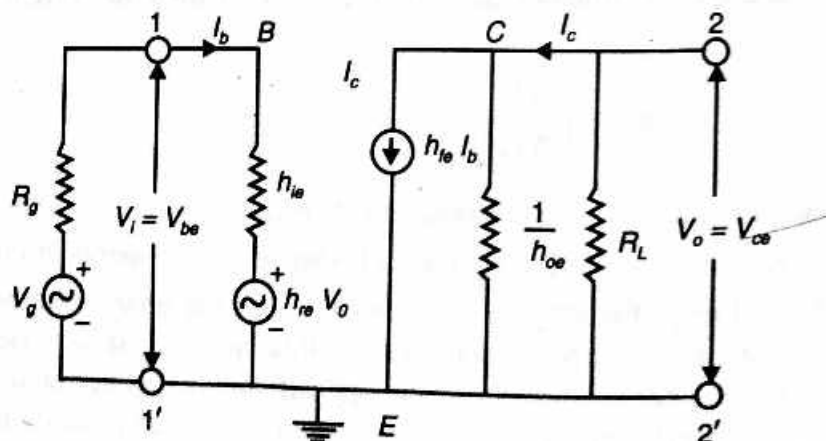 1 I_b B C I_c 2
I_c
h_fe I_b
h_ie
R_g
V_i = V_be
1/h_oe
R_L
V_o = V_ce
+ +
V_g h_re V_0
− −
1' E 2'